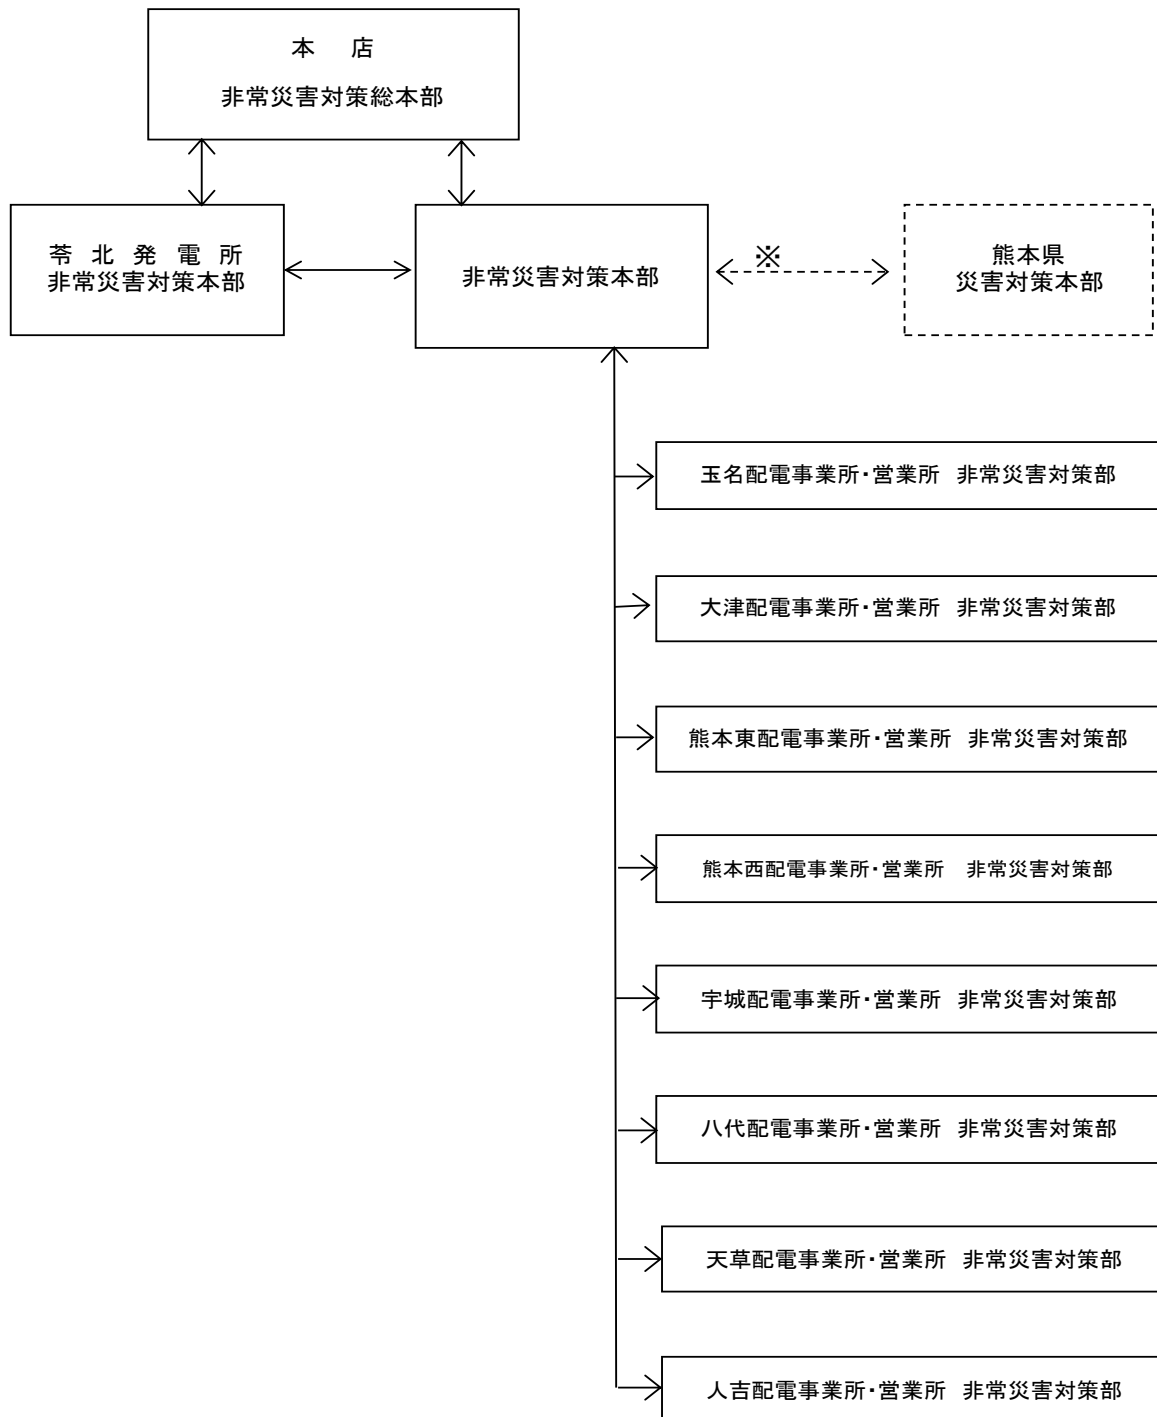 本　店
非常災害対策総本部
苓 北 発 電 所
非常災害対策本部
非常災害対策本部
※
熊本県
災害対策本部
玉名配電事業所・営業所　非常災害対策部
大津配電事業所・営業所　非常災害対策部
熊本東配電事業所・営業所　非常災害対策部
熊本西配電事業所・営業所　非常災害対策部
宇城配電事業所・営業所　非常災害対策部
八代配電事業所・営業所　非常災害対策部
天草配電事業所・営業所　非常災害対策部
人吉配電事業所・営業所　非常災害対策部